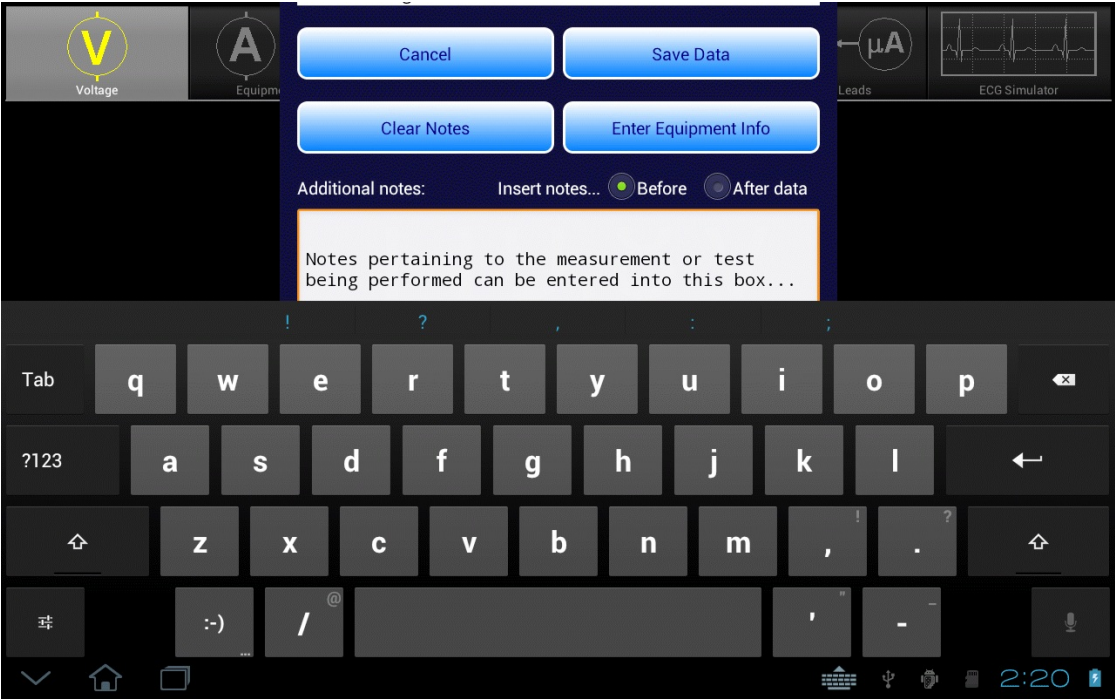 V
A
µA
Voltage
Equipm
Leads
ECG Simulator
Cancel
Save Data
Clear Notes
Enter Equipment Info
Additional notes:
Insert notes...
Before
After data
Notes pertaining to the measurement or test
being performed can be entered into this box...
! ? , : ;
Tab q w e r t y u i o p
?123 a s d f g h j k l
z x c v b n m , ! . ?
:-) ... / @ ' " - _
2:20